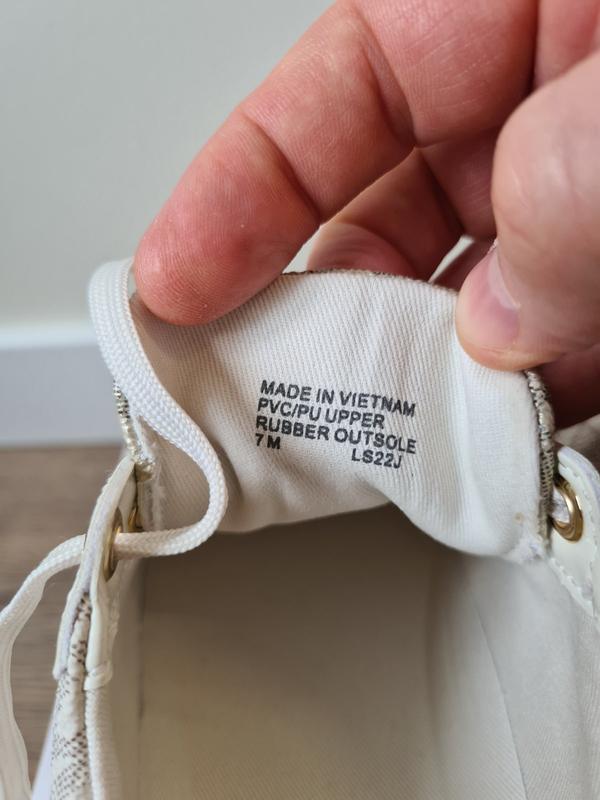 MADE IN VIETNAM
PVC/PU UPPER
RUBBER OUTSOLE
7 M LS22J